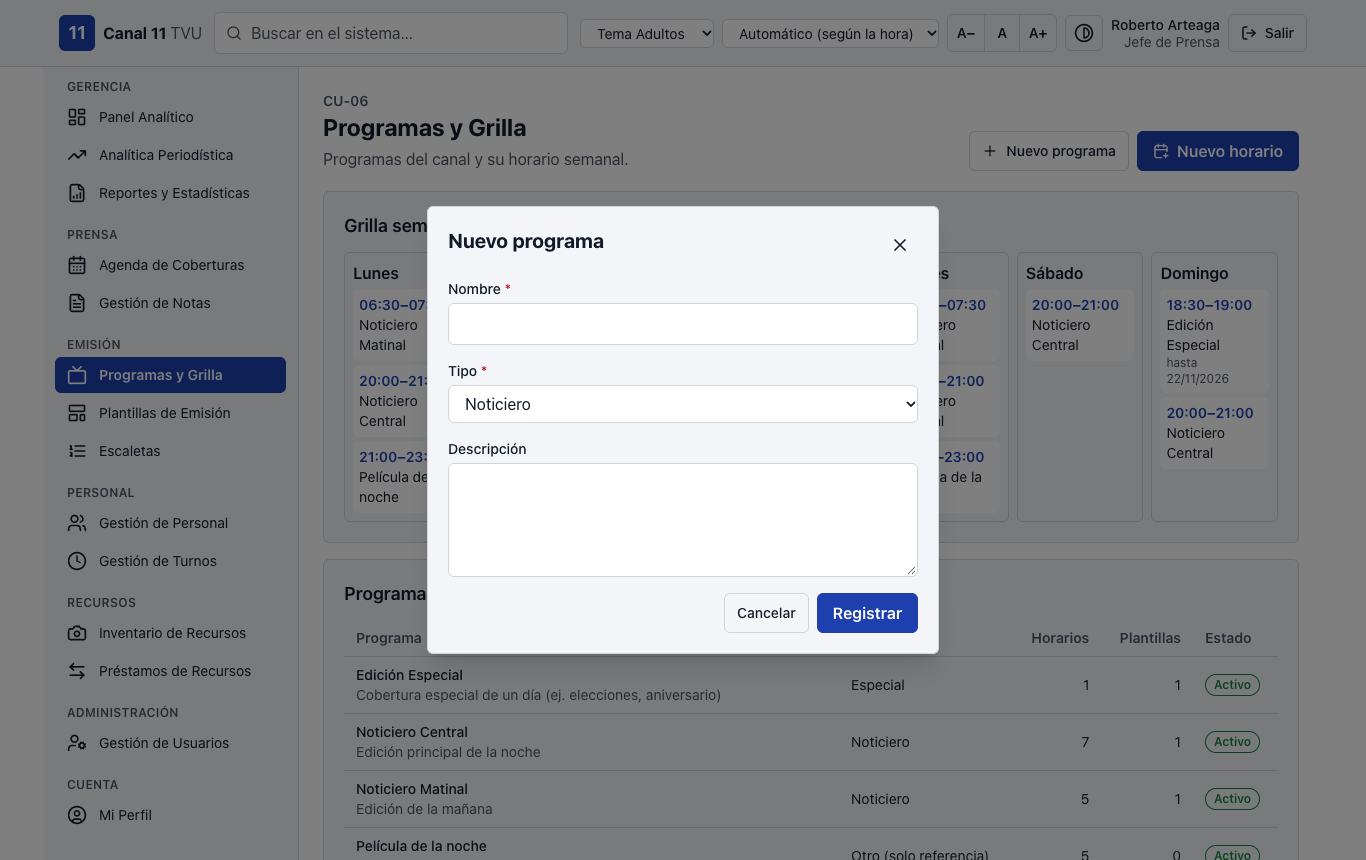 11 Canal 11 TVU
Buscar en el sistema...
Tema Adultos
Automático (según la hora)
A− A A+
Roberto Arteaga
Jefe de Prensa
Salir
GERENCIA
Panel Analítico
Analítica Periodística
Reportes y Estadísticas
PRENSA
Agenda de Coberturas
Gestión de Notas
EMISIÓN
Programas y Grilla
Plantillas de Emisión
Escaletas
PERSONAL
Gestión de Personal
Gestión de Turnos
RECURSOS
Inventario de Recursos
Préstamos de Recursos
ADMINISTRACIÓN
Gestión de Usuarios
CUENTA
Mi Perfil
CU-06
Programas y Grilla
Programas del canal y su horario semanal.
Nuevo programa
Nuevo horario
Grilla sem
Lunes
06:30–07:
Noticiero
Matinal
20:00–21:
Noticiero
Central
21:00–23:
Película de
noche
Nuevo programa
Nombre *
Tipo *
Noticiero
Descripción
Cancelar
Registrar
es
–07:30
ero
al
–21:00
ero
al
–23:00
a de la
Sábado
20:00–21:00
Noticiero
Central
Domingo
18:30–19:00
Edición
Especial
hasta
22/11/2026
20:00–21:00
Noticiero
Central
Programa
Programa Horarios Plantillas Estado
Edición Especial
Cobertura especial de un día (ej. elecciones, aniversario)
Especial 1 1 Activo
Noticiero Central
Edición principal de la noche
Noticiero 7 1 Activo
Noticiero Matinal
Edición de la mañana
Noticiero 5 1 Activo
Película de la noche
Otro (solo referencia) 5 0 Activo